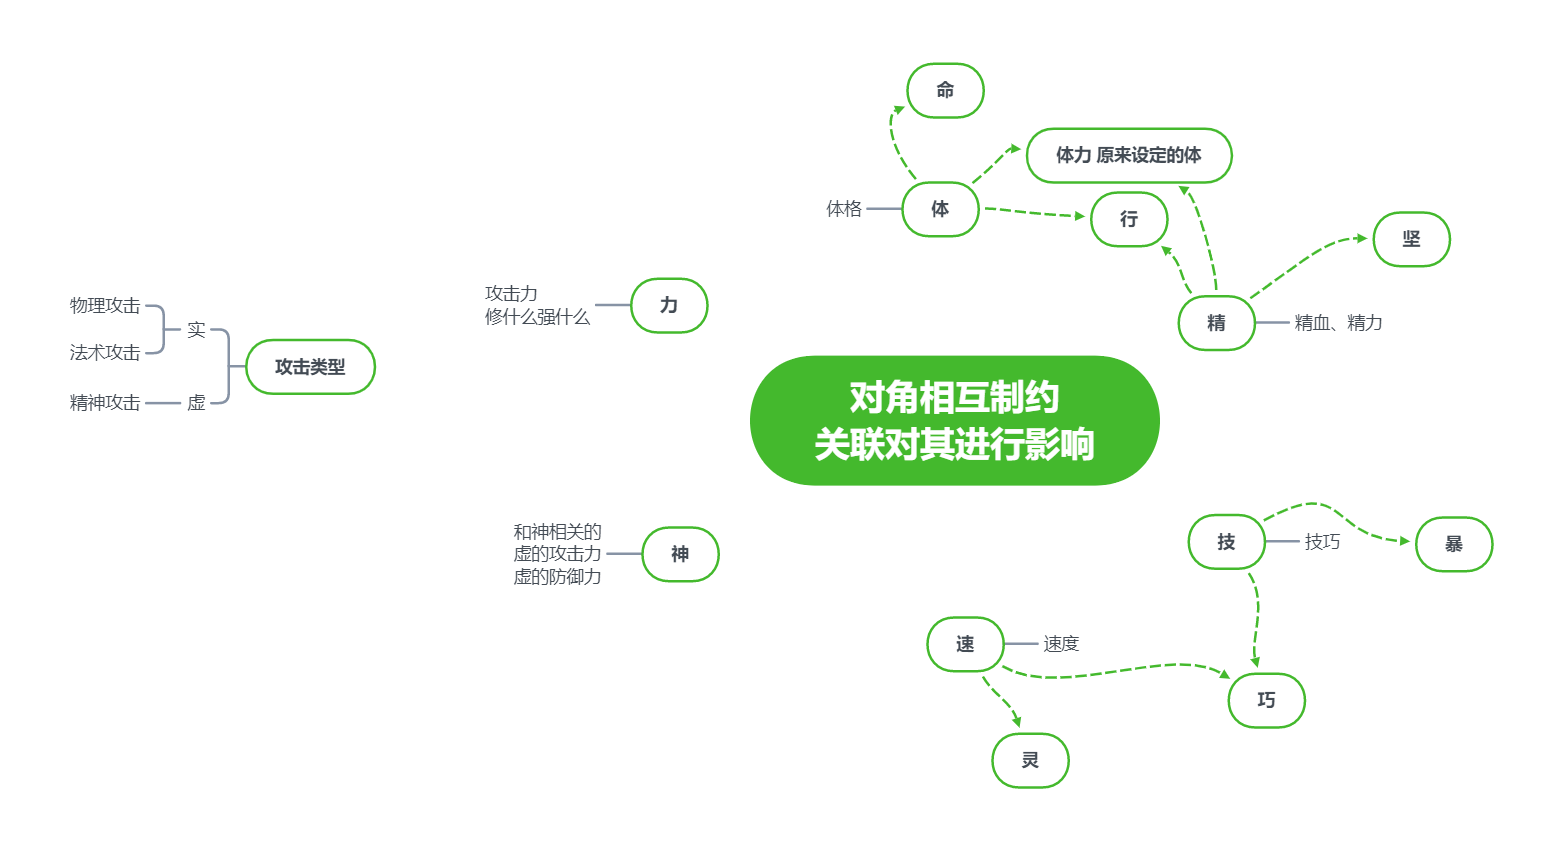 命
体力 原来设定的体
体格
体
行
坚
精
精血、精力
攻击力
修什么强什么
力
物理攻击
法术攻击
精神攻击
实
虚
攻击类型
对角相互制约
关联对其进行影响
和神相关的
虚的攻击力
虚的防御力
神
技
技巧
暴
速
速度
巧
灵